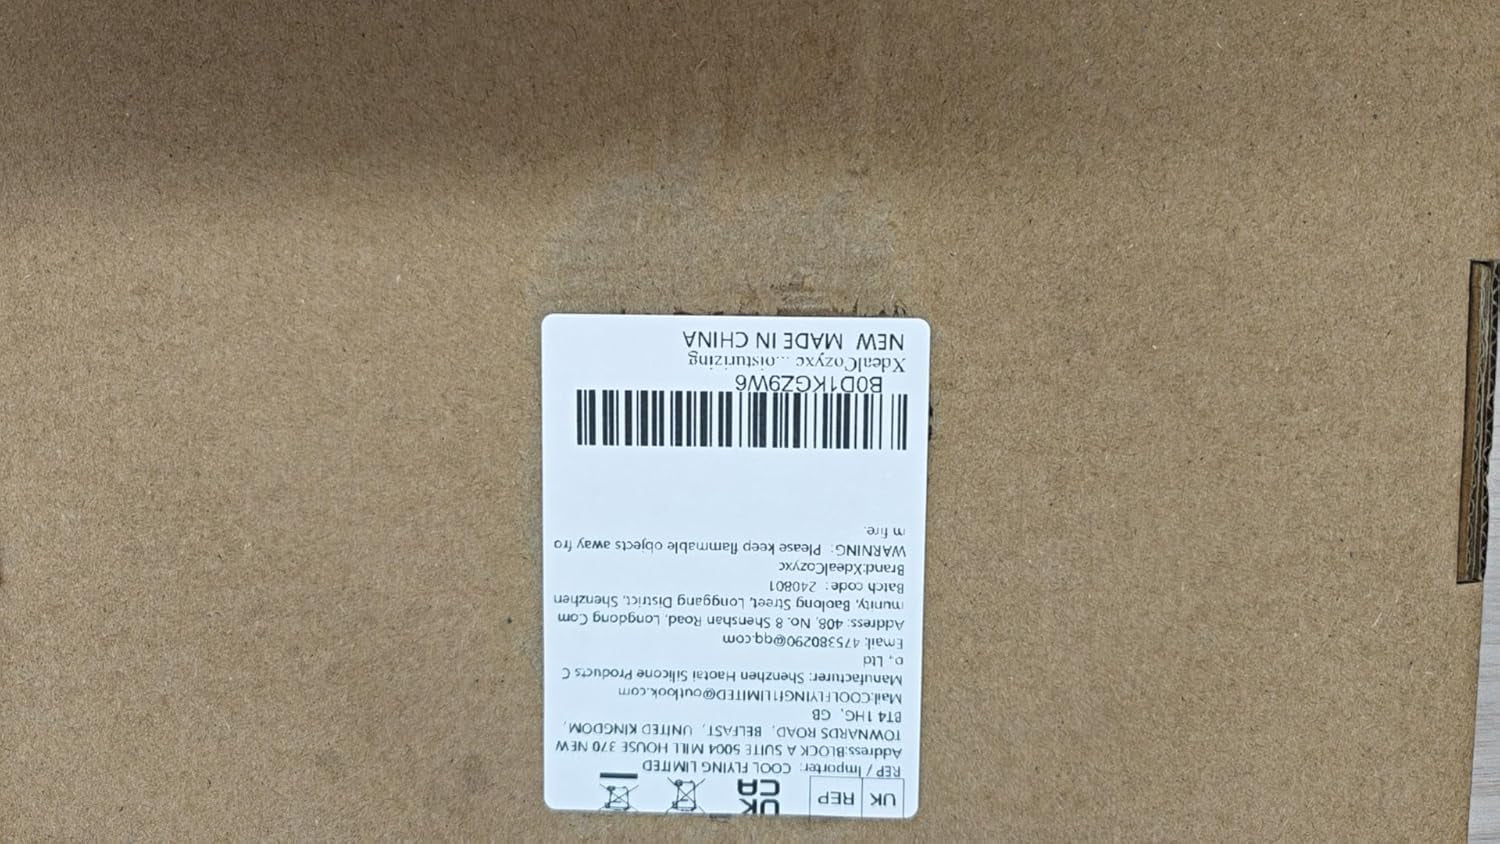 UK REP UK CA
REP / Importer: COOL FLYING LIMITED
Address:BLOCK A SUITE 5004 MILL HOUSE 370 NEW
TOWNARDS ROAD, BELFAST, UNITED KINGDOM,
BT4 1HG, GB
Mail:COOLFLYING11LIMITED@outlook.com
Manufacturer: Shenzhen Haotai Silicone Products C
o., Ltd
Email: 475380290@qq.com
Address: 408, No. 8 Shenshan Road, Longdong Com
munity, Baolong Street, Longgang District, Shenzhen
Batch code: 240801
Brand:XdealCozyxc
WARNING: Please keep flammable objects away fro
m fire.
B0D1KGZ9W6
XdealCozyxc ...oisturizing
NEW MADE IN CHINA